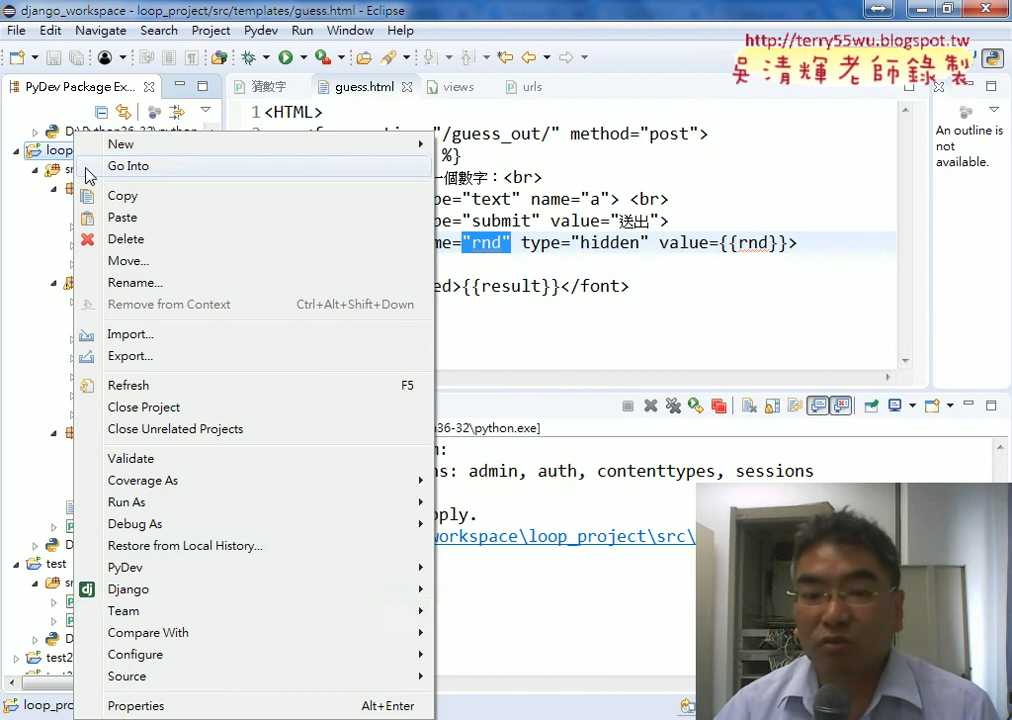 django_workspace - loop_project/src/templates/guess.html - Eclipse
File Edit Navigate Search Project Pydev Run Window Help
http://terry55wu.blogspot.tw
吳清輝老師錄製
PyDev Package Ex...
猜數字
guess.html
views
urls
D:\Python36-32\python
loop
test
test2
loop_pro
1 <HTML>
"/guess_out/" method="post">
%}
一個數字：<br>
pe="text" name="a"> <br>
pe="submit" value="送出">
me="rnd" type="hidden" value={{rnd}}>
ed>{{result}}</font>
An outline is
not
available.
New
Go Into
Copy
Paste
Delete
Move...
Rename...
Remove from Context Ctrl+Alt+Shift+Down
Import...
Export...
Refresh F5
Close Project
Close Unrelated Projects
Validate
Coverage As
Run As
Debug As
Restore from Local History...
PyDev
Django
Team
Compare With
Configure
Source
Properties Alt+Enter
36-32\python.exe]
ns: admin, auth, contenttypes, sessions
pply.
workspace\loop_project\src\